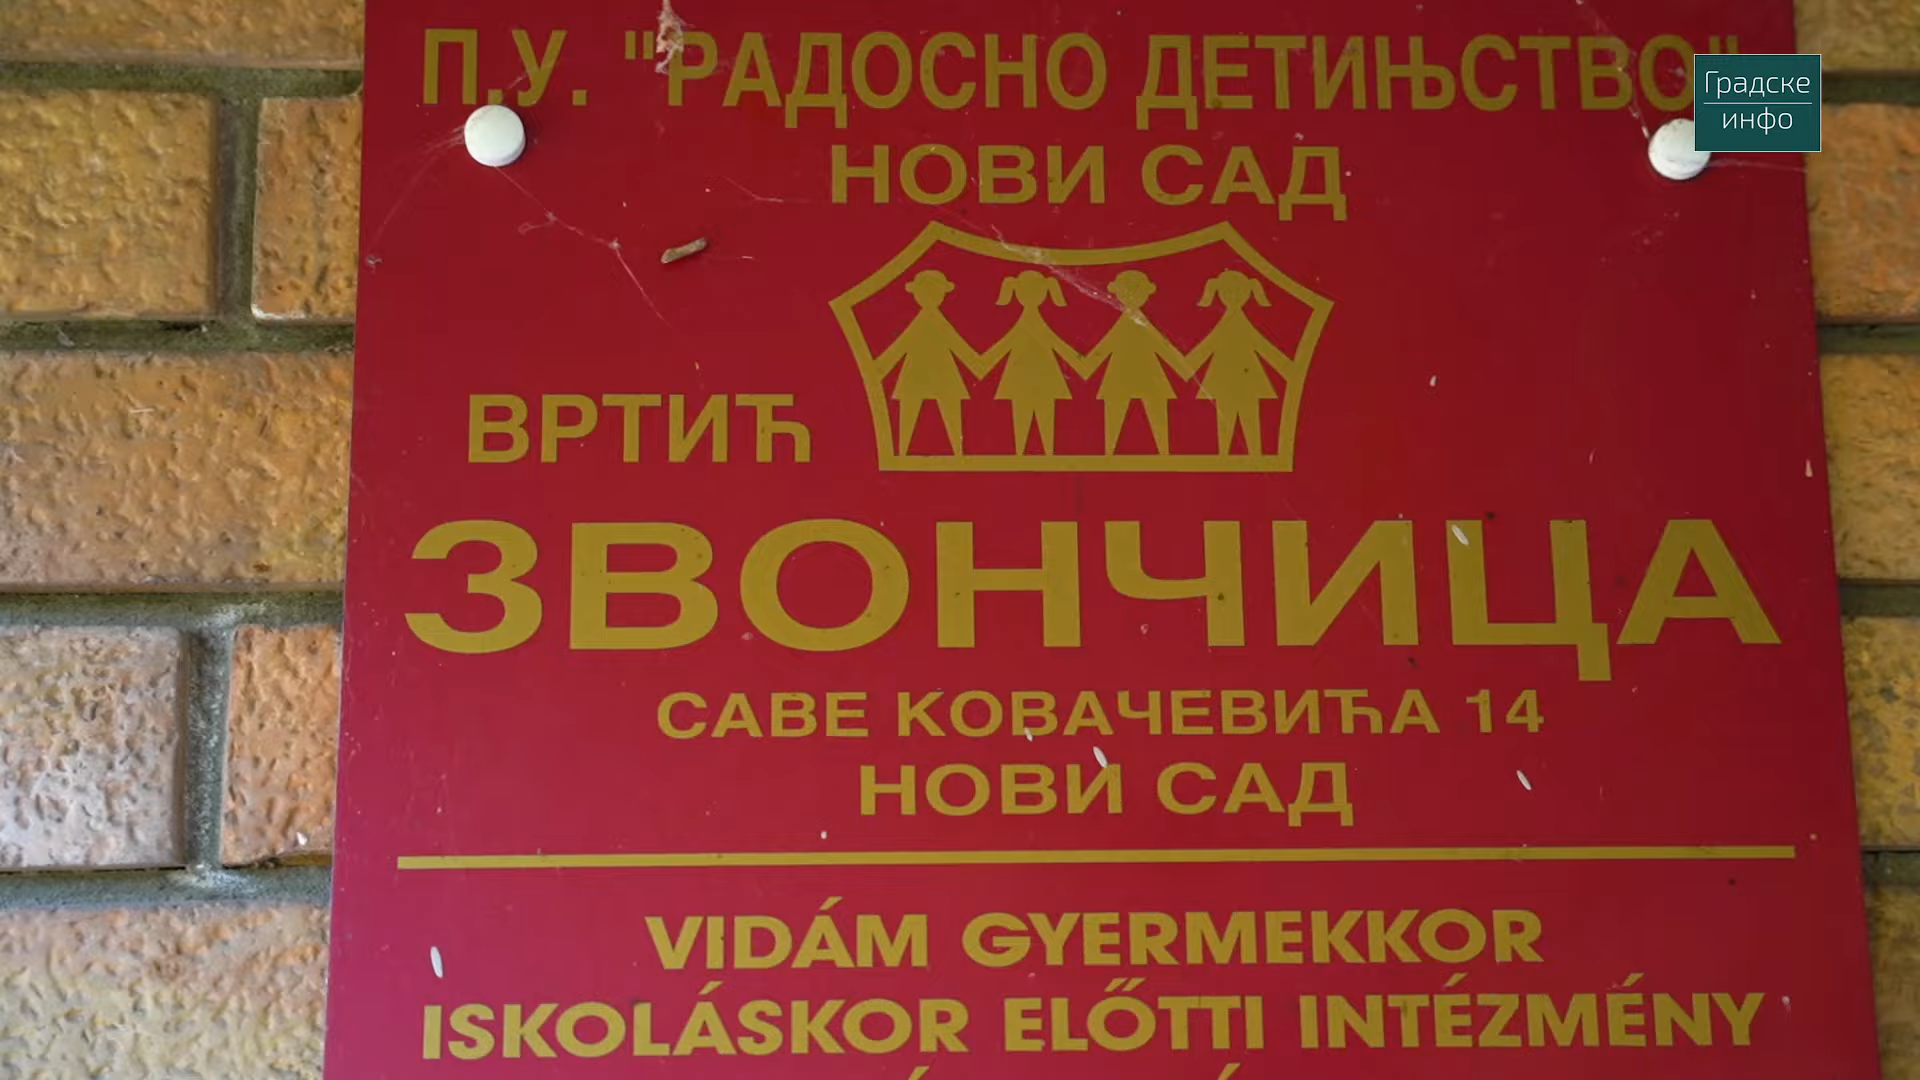 П.У. "РАДОСНО ДЕТИЊСТВО"
Градске
инфо
НОВИ САД
ВРТИЋ
ЗВОНЧИЦА
САВЕ КОВАЧЕВИЋА 14
НОВИ САД
VIDÁM GYERMEKKOR
ISKOLÁSKOR ELŐTTI INTÉZMÉNY